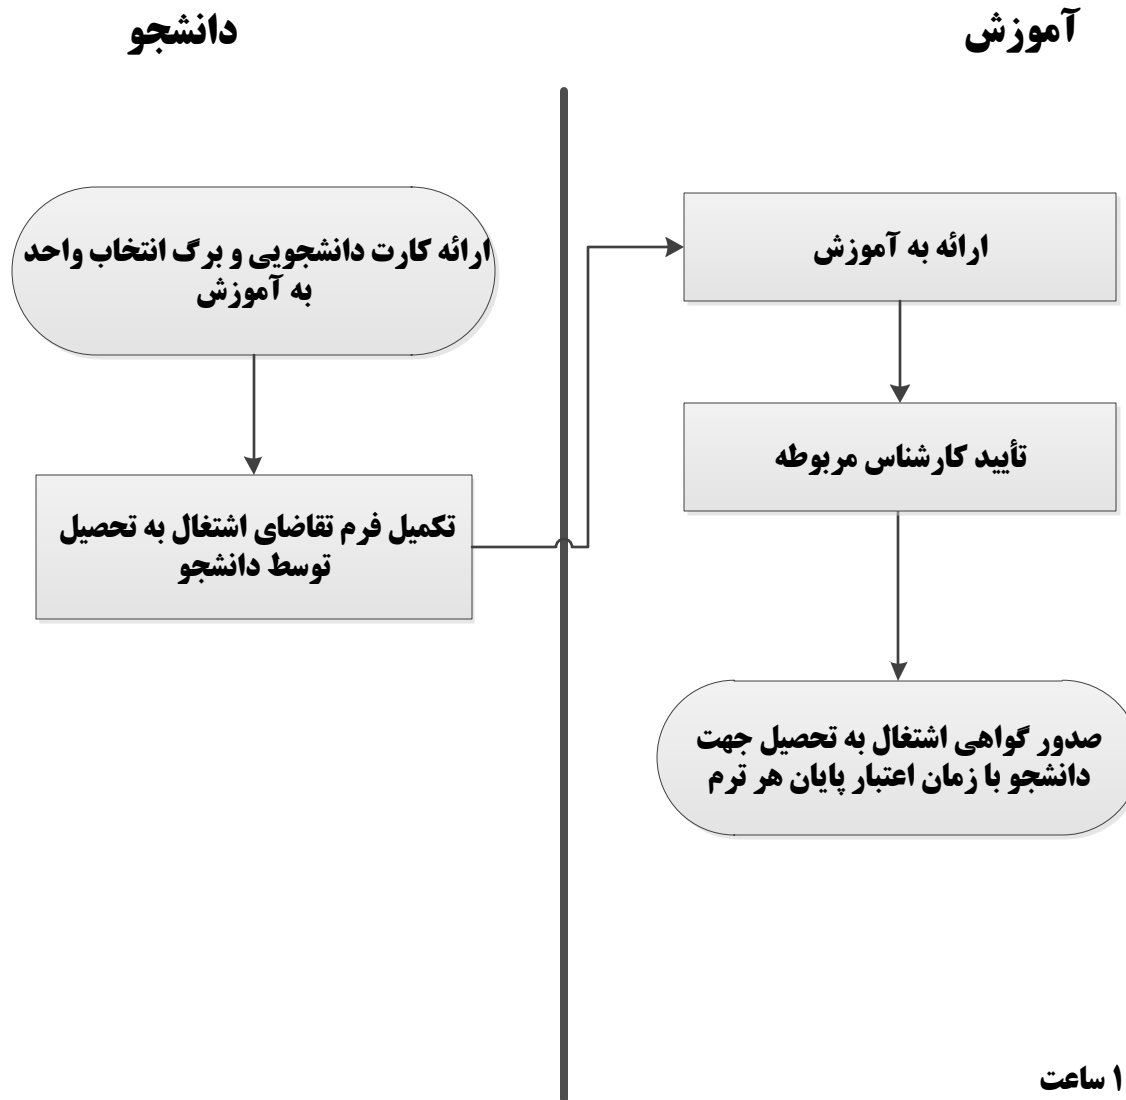 دانشجو
آموزش
ارائه کارت دانشجویی و برگ انتخاب واحد
به آموزش
تکمیل فرم تقاضای اشتغال به تحصیل
توسط دانشجو
ارائه به آموزش
تأیید کارشناس مربوطه
صدور گواهی اشتغال به تحصیل جهت
دانشجو با زمان اعتبار پایان هر ترم
۱ ساعت